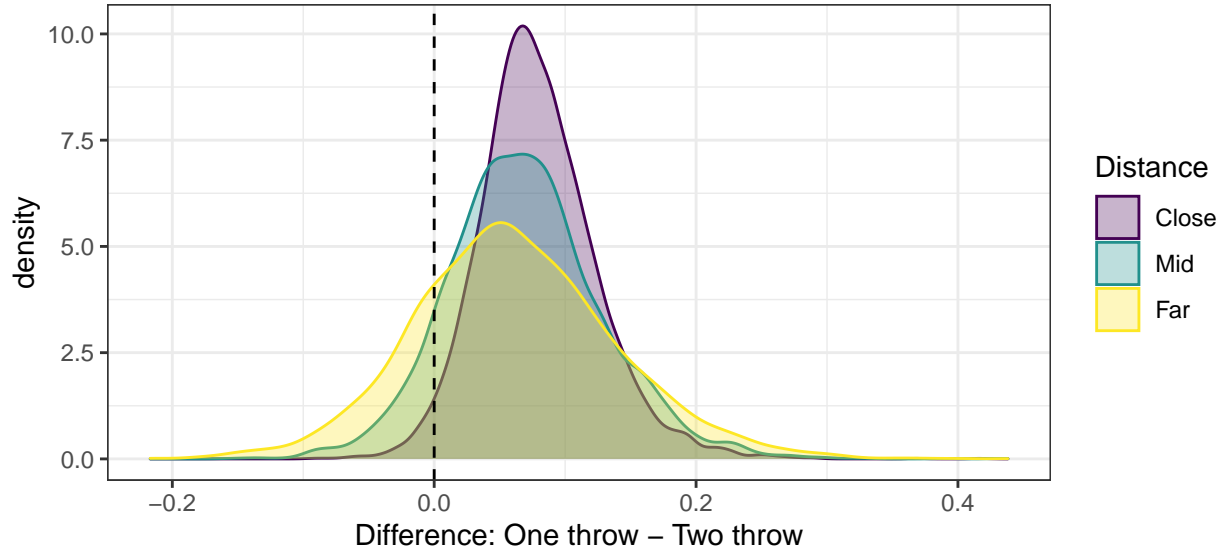 10.0
7.5
5.0
2.5
0.0
density
−0.2
0.0
0.2
0.4
Difference: One throw − Two throw
Distance
Close
Mid
Far